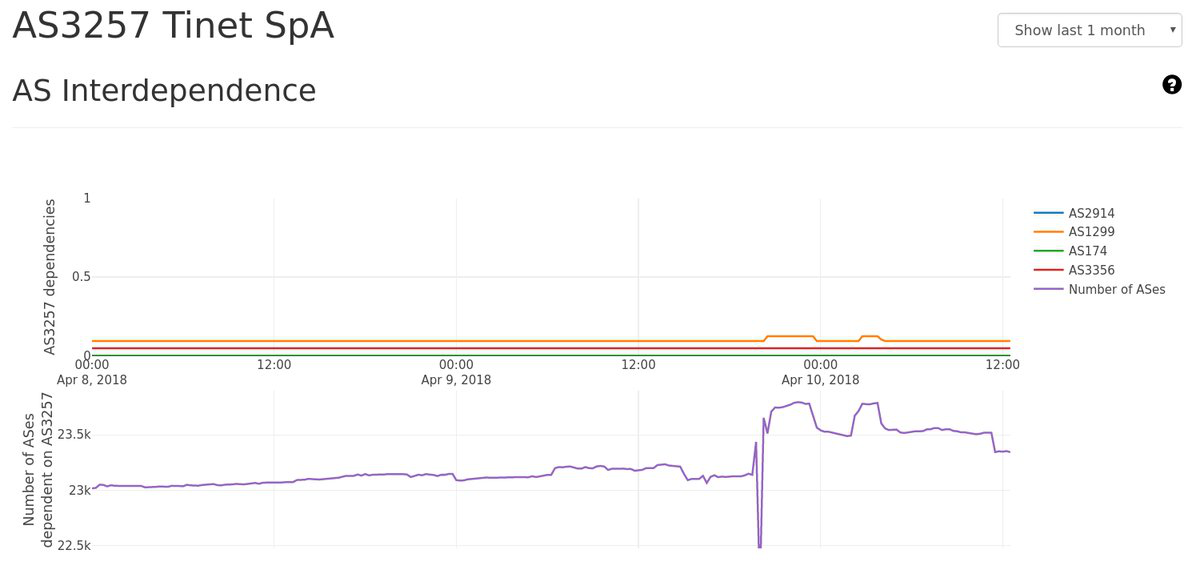 AS3257 Tinet SpA
Show last 1 month
AS Interdependence
?
AS3257 dependencies
1
0.5
0
00:00
Apr 8, 2018
12:00
00:00
Apr 9, 2018
12:00
00:00
Apr 10, 2018
12:00
AS2914
AS1299
AS174
AS3356
Number of ASes
Number of ASes
dependent on AS3257
23.5k
23k
22.5k